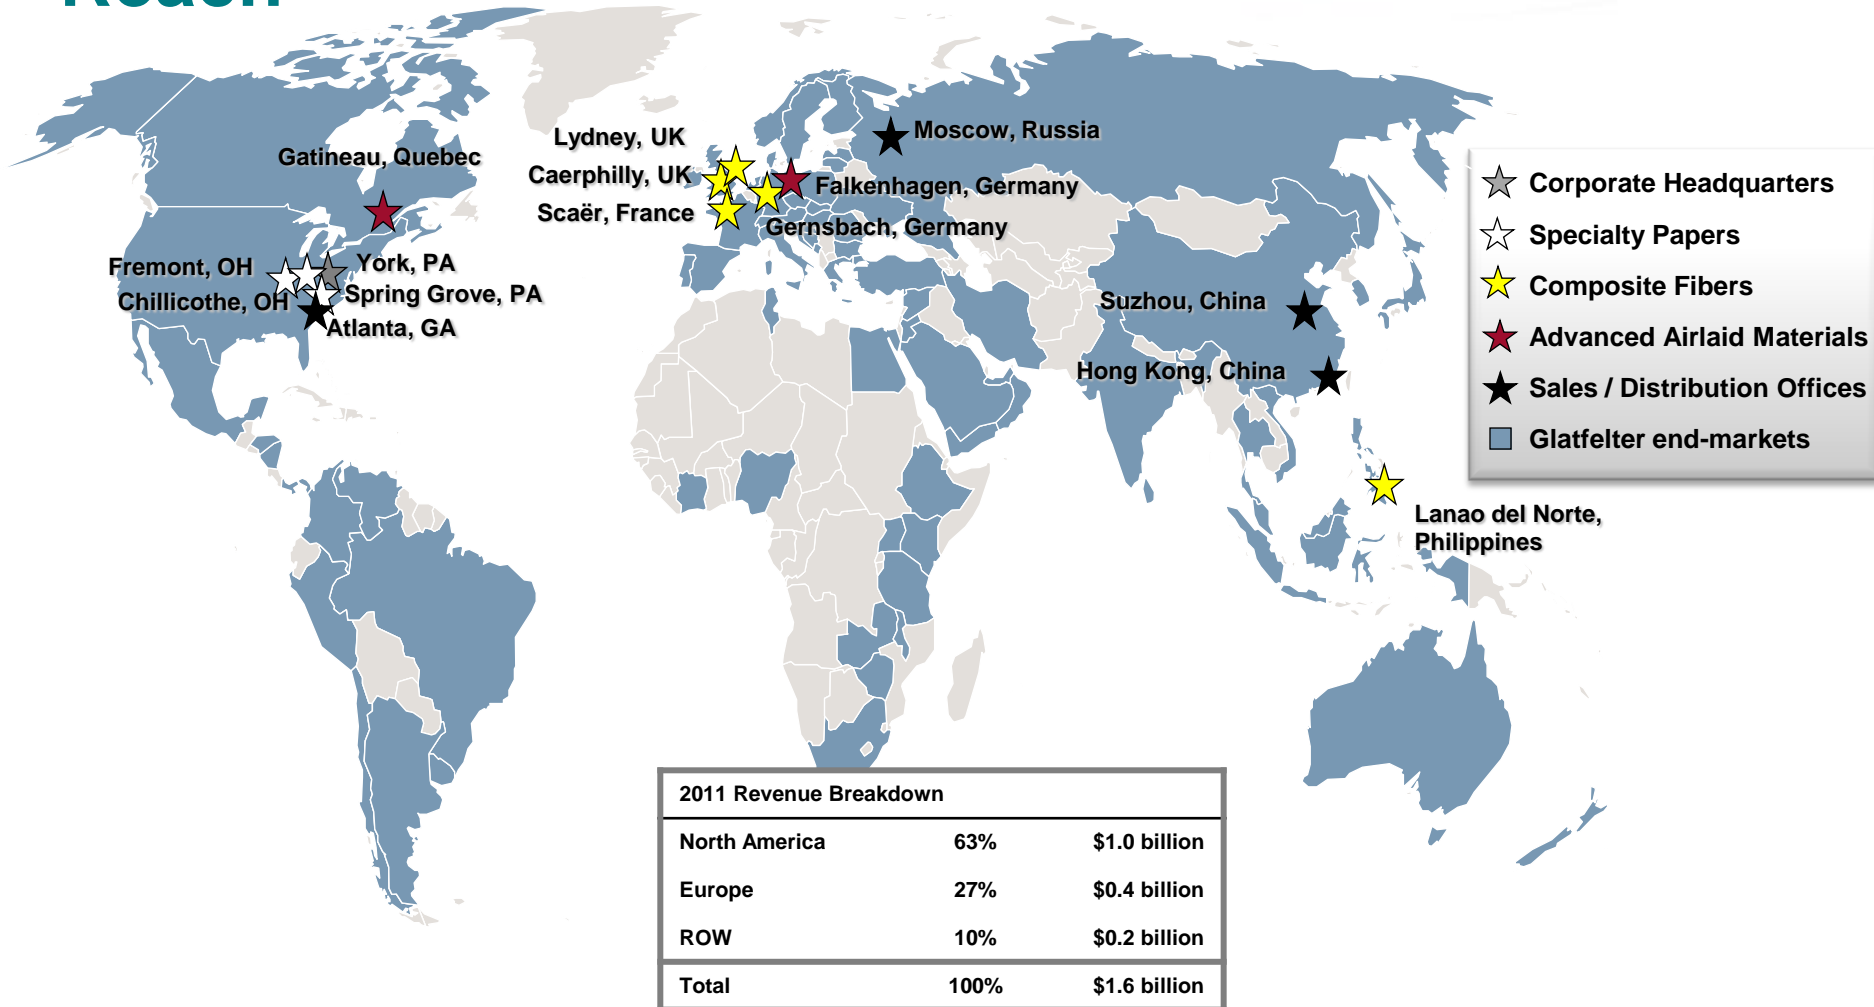 Reach
Lydney, UK
Moscow, Russia
Gatineau, Quebec
Caerphilly, UK
Falkenhagen, Germany
Scaër, France
Gernsbach, Germany
Fremont, OH
York, PA
Chillicothe, OH
Spring Grove, PA
Atlanta, GA
Suzhou, China
Hong Kong, China
Lanao del Norte,
Philippines
Corporate Headquarters
Specialty Papers
Composite Fibers
Advanced Airlaid Materials
Sales / Distribution Offices
Glatfelter end-markets
2011 Revenue Breakdown
North America 63% $1.0 billion
Europe 27% $0.4 billion
ROW 10% $0.2 billion
Total 100% $1.6 billion